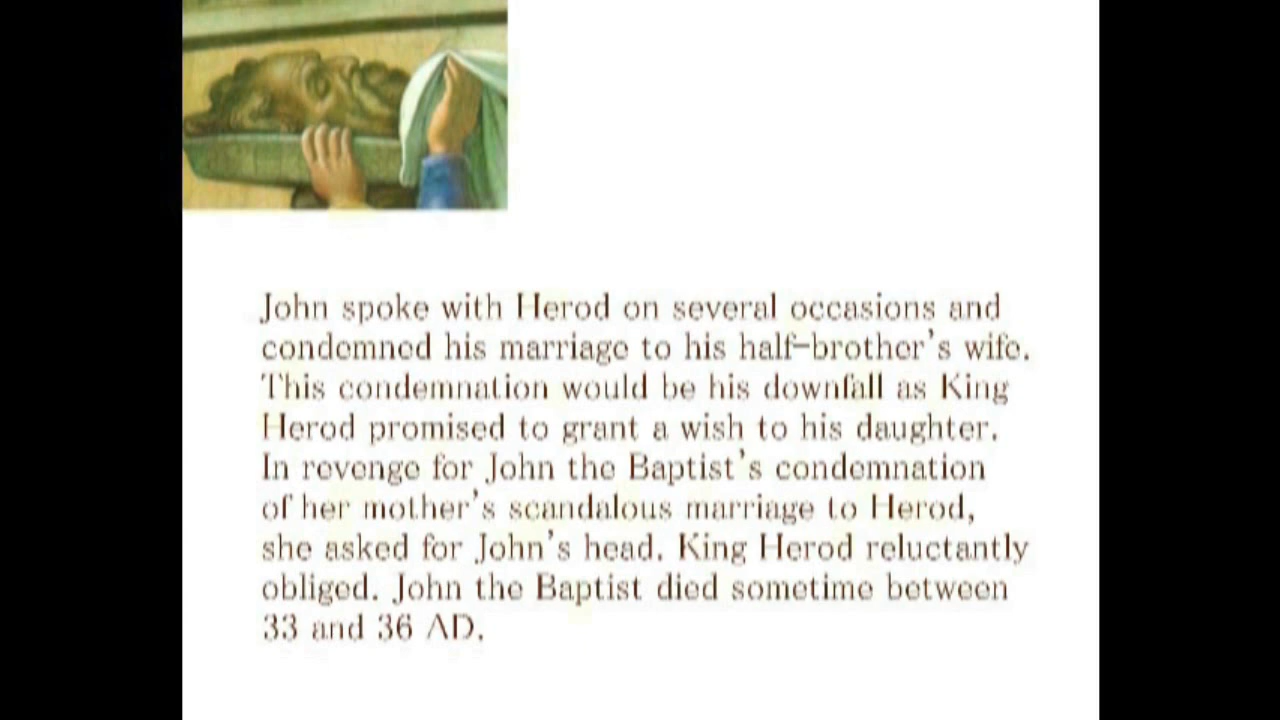 John spoke with Herod on several occasions and
condemned his marriage to his half-brother's wife.
This condemnation would be his downfall as King
Herod promised to grant a wish to his daughter.
In revenge for John the Baptist's condemnation
of her mother's scandalous marriage to Herod,
she asked for John's head. King Herod reluctantly
obliged. John the Baptist died sometime between
33 and 36 AD.